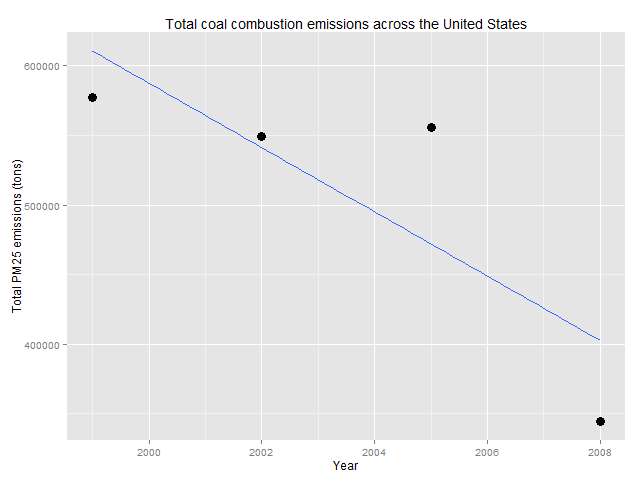 Total coal combustion emissions across the United States
Total PM25 emissions (tons)
600000
500000
400000
2000
2002
2004
2006
2008
Year